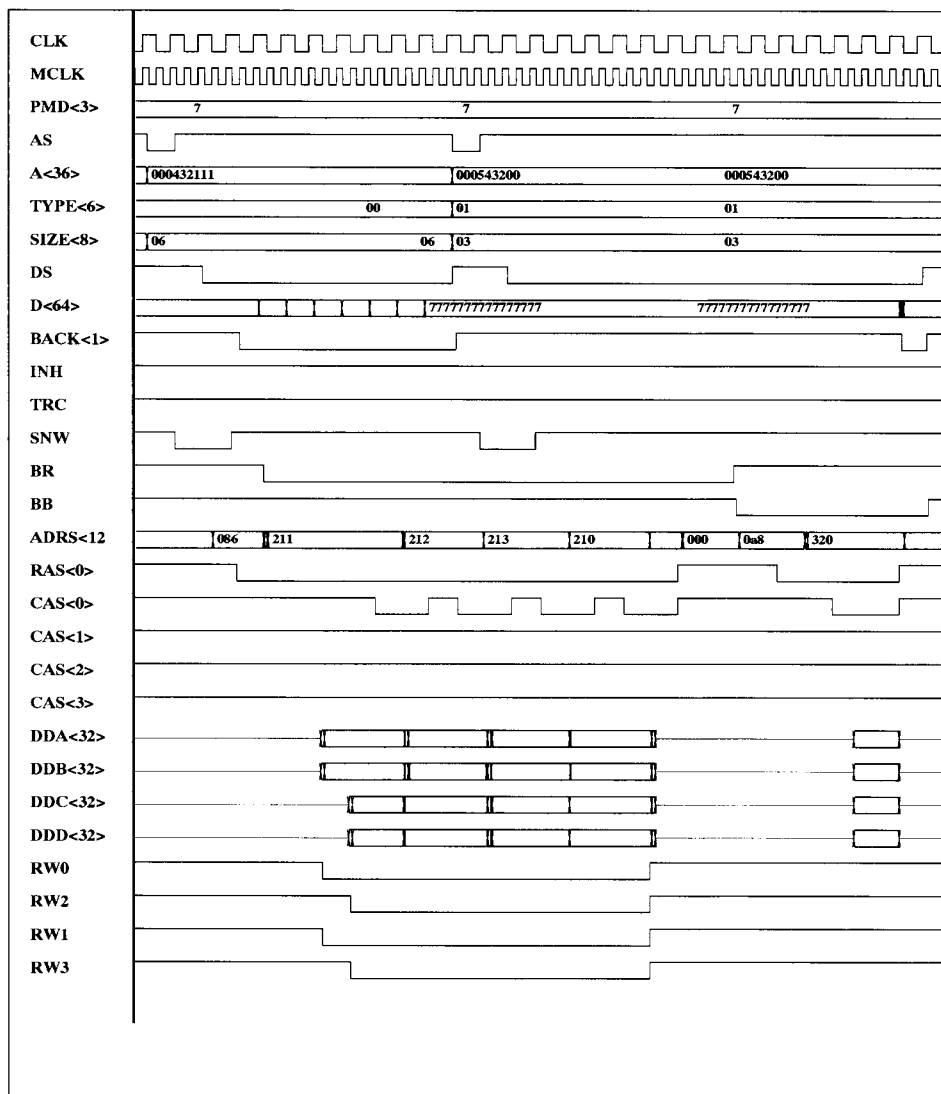 CLK
MCLK
PMD<3> 7 7 7
AS
A<36> 000432111 000543200 000543200
TYPE<6> 00 01 01
SIZE<8> 06 06 03 03
DS
D<64> 7777777777777777 7777777777777777
BACK<1>
INH
TRC
SNW
BR
BB
ADRS<12 086 211 212 213 210 000 0a8 320
RAS<0>
CAS<0>
CAS<1>
CAS<2>
CAS<3>
DDA<32>
DDB<32>
DDC<32>
DDD<32>
RW0
RW2
RW1
RW3